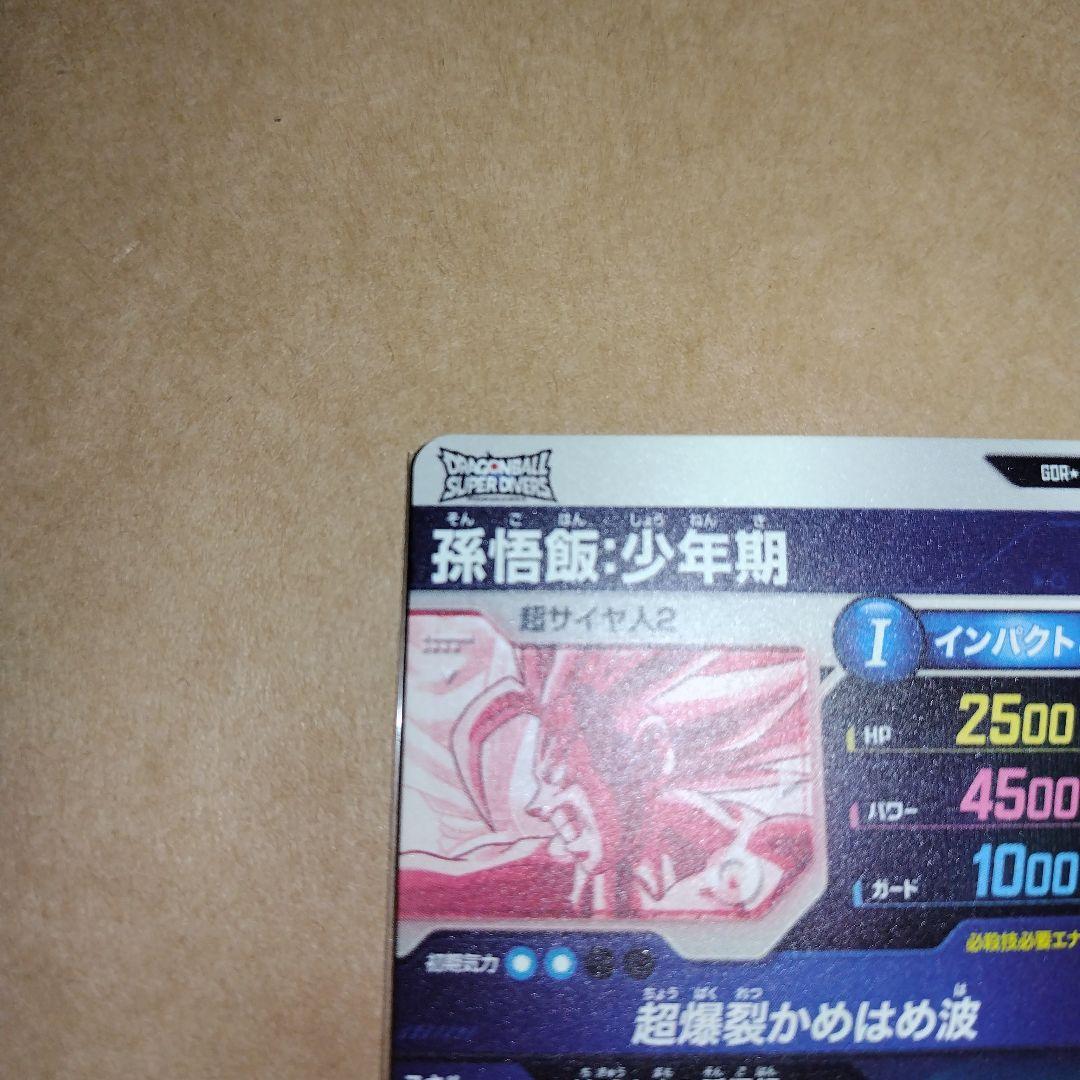 DRAGONBALL
SUPER DIVERS
GDR★
そん ご はん しょう ねん き
孫悟飯:少年期
超サイヤ人2
I インパクト
HP 2500
パワー 4500
ガード 1000
必殺技必要エナ
初期気力
ちょう ばく れつ は
超爆裂かめはめ波